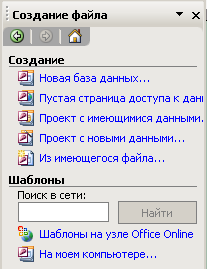 Создание файла
Создание
Новая база данных...
Пустая страница доступа к дан
Проект с имеющимися данными.
Проект с новыми данными...
Из имеющегося файла...
Шаблоны
Поиск в сети:
Найти
Шаблоны на узле Office Online
На моем компьютере...